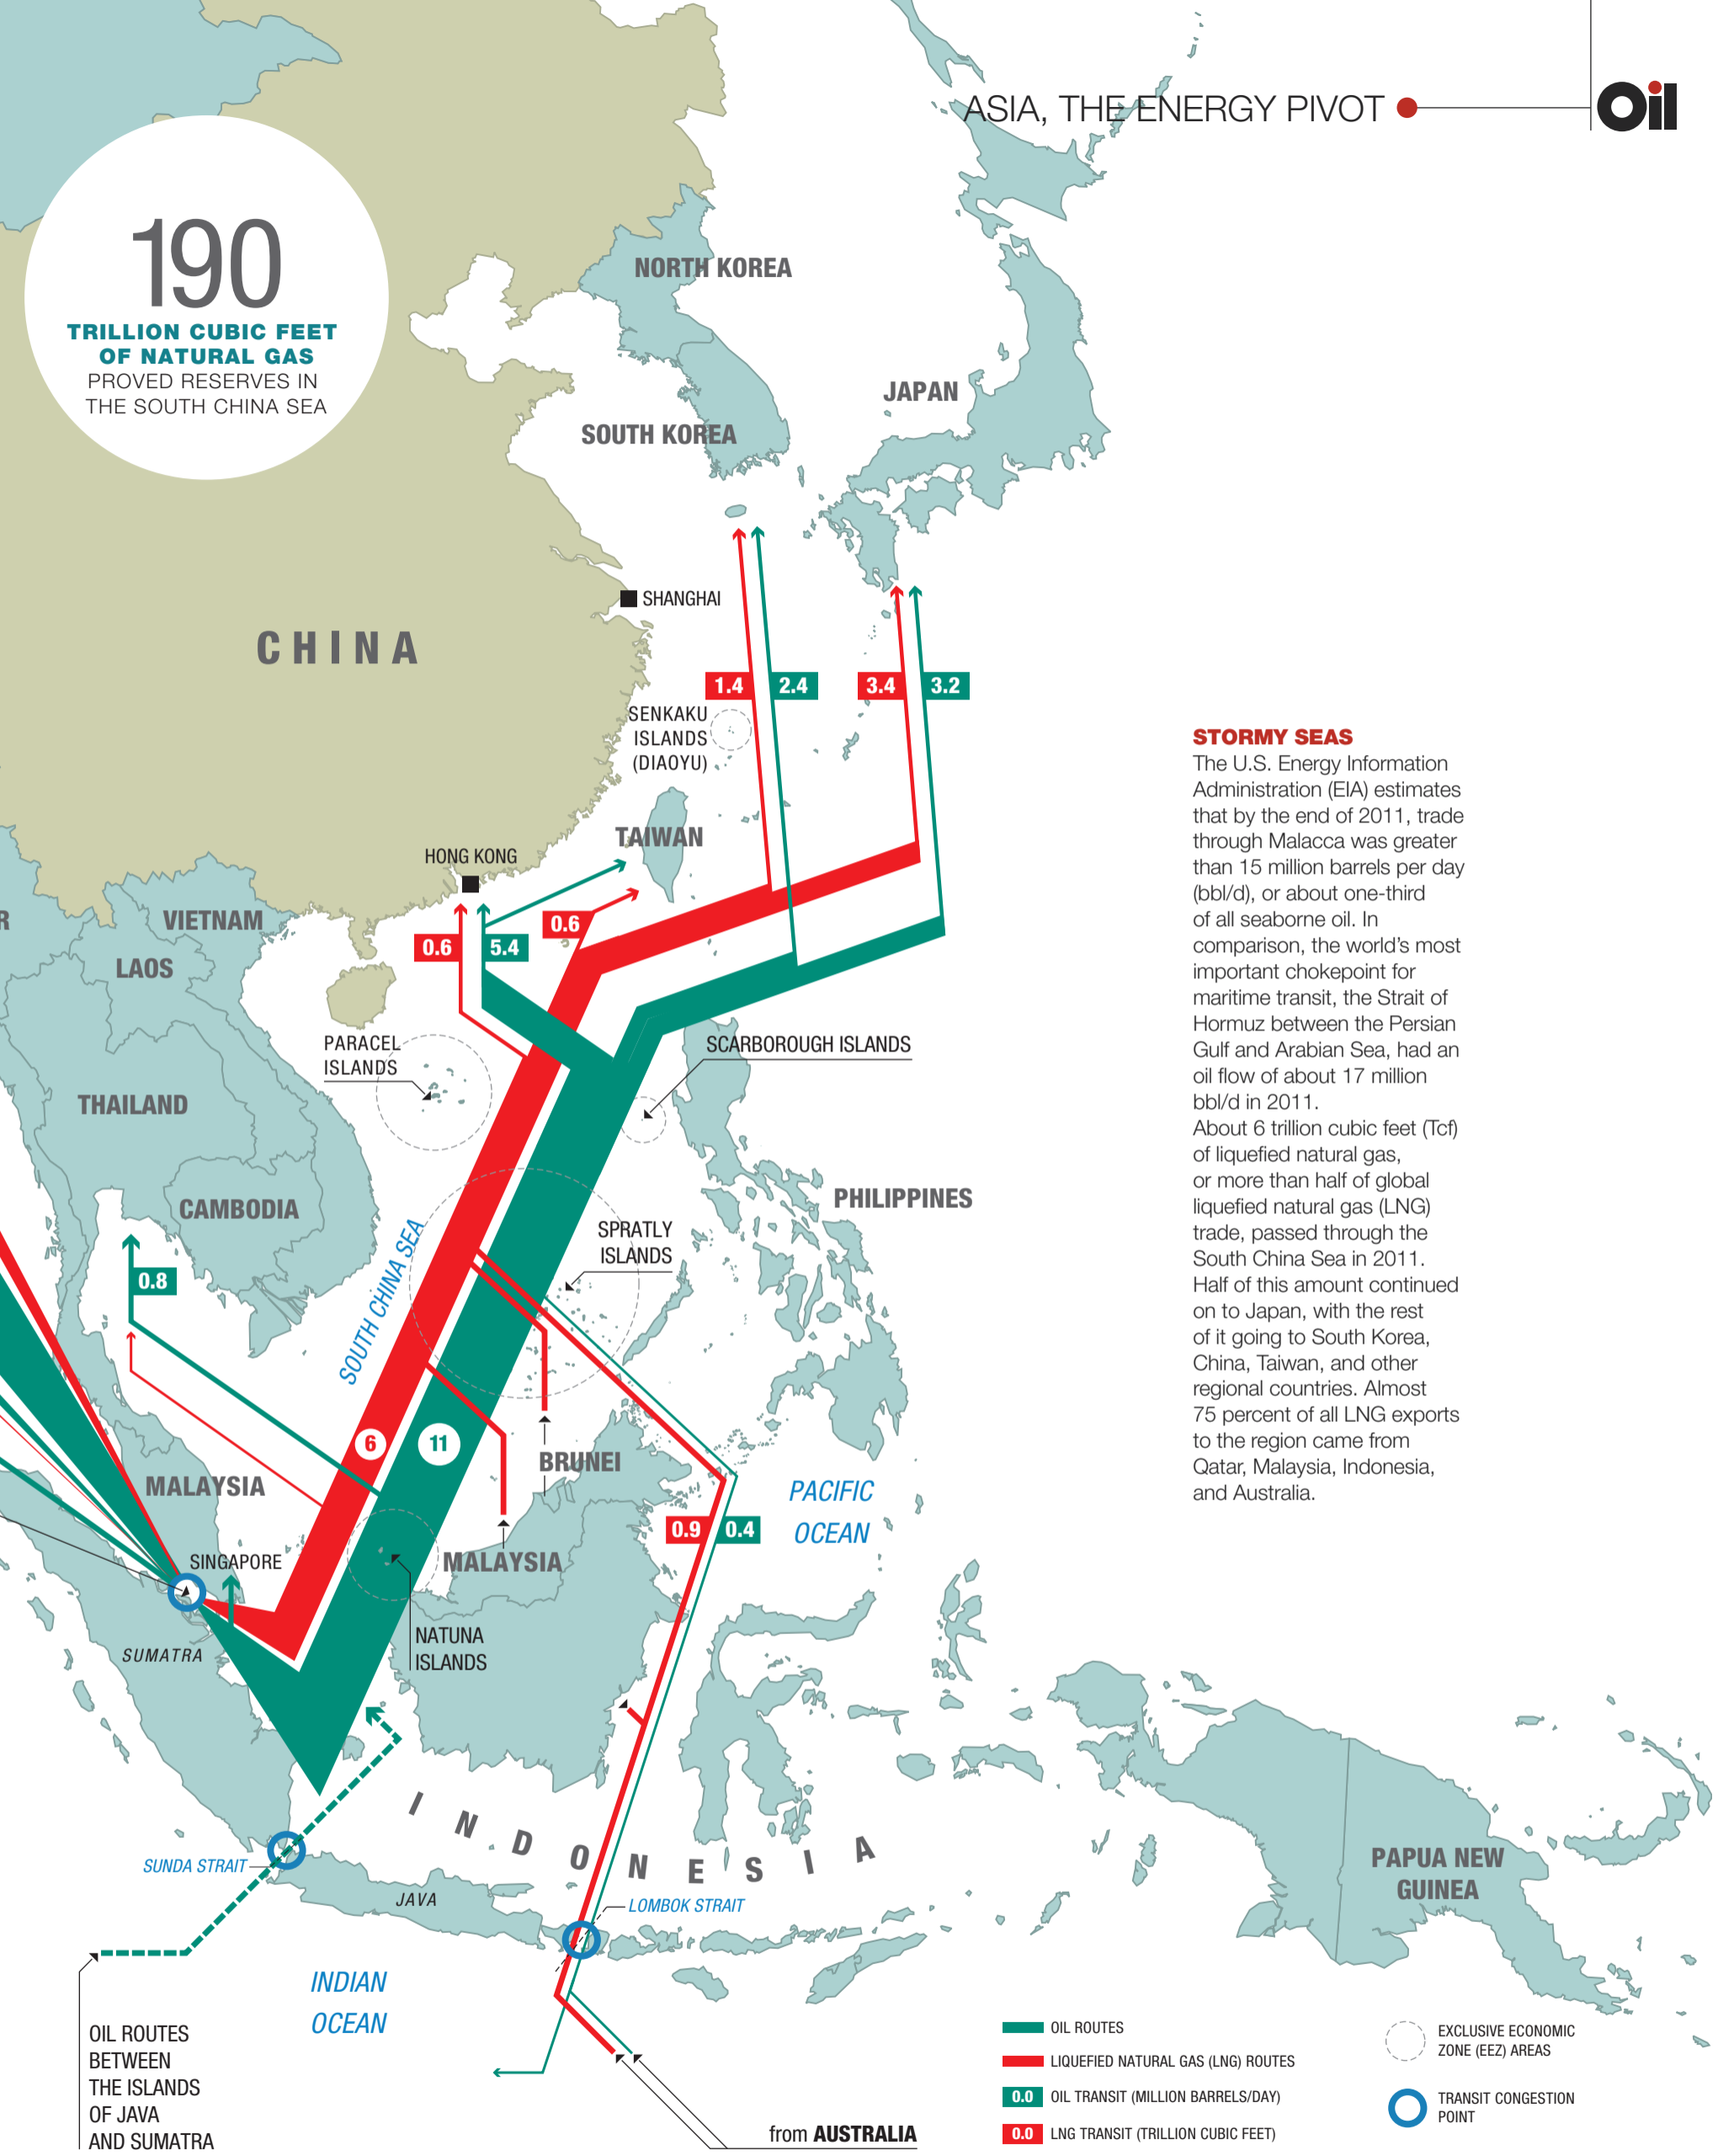 ASIA, THE ENERGY PIVOT
Oil
190
TRILLION CUBIC FEET
OF NATURAL GAS
PROVED RESERVES IN
THE SOUTH CHINA SEA
NORTH KOREA
JAPAN
SOUTH KOREA
SHANGHAI
CHINA
1.4
2.4
3.4
3.2
SENKAKU
ISLANDS
(DIAOYU)
TAIWAN
HONG KONG
R
VIETNAM
0.6
0.6
5.4
LAOS
PARACEL
ISLANDS
SCARBOROUGH ISLANDS
THAILAND
PHILIPPINES
CAMBODIA
SPRATLY
ISLANDS
SOUTH CHINA SEA
0.8
6
11
BRUNEI
MALAYSIA
PACIFIC
OCEAN
0.9
0.4
SINGAPORE
MALAYSIA
NATUNA
ISLANDS
SUMATRA
INDONESIA
SUNDA STRAIT
JAVA
LOMBOK STRAIT
PAPUA NEW
GUINEA
INDIAN
OCEAN
OIL ROUTES
BETWEEN
THE ISLANDS
OF JAVA
AND SUMATRA
from AUSTRALIA
STORMY SEAS
The U.S. Energy Information
Administration (EIA) estimates
that by the end of 2011, trade
through Malacca was greater
than 15 million barrels per day
(bbl/d), or about one-third
of all seaborne oil. In
comparison, the world's most
important chokepoint for
maritime transit, the Strait of
Hormuz between the Persian
Gulf and Arabian Sea, had an
oil flow of about 17 million
bbl/d in 2011.
About 6 trillion cubic feet (Tcf)
of liquefied natural gas,
or more than half of global
liquefied natural gas (LNG)
trade, passed through the
South China Sea in 2011.
Half of this amount continued
on to Japan, with the rest
of it going to South Korea,
China, Taiwan, and other
regional countries. Almost
75 percent of all LNG exports
to the region came from
Qatar, Malaysia, Indonesia,
and Australia.
OIL ROUTES
LIQUEFIED NATURAL GAS (LNG) ROUTES
0.0 OIL TRANSIT (MILLION BARRELS/DAY)
0.0 LNG TRANSIT (TRILLION CUBIC FEET)
EXCLUSIVE ECONOMIC
ZONE (EEZ) AREAS
TRANSIT CONGESTION
POINT